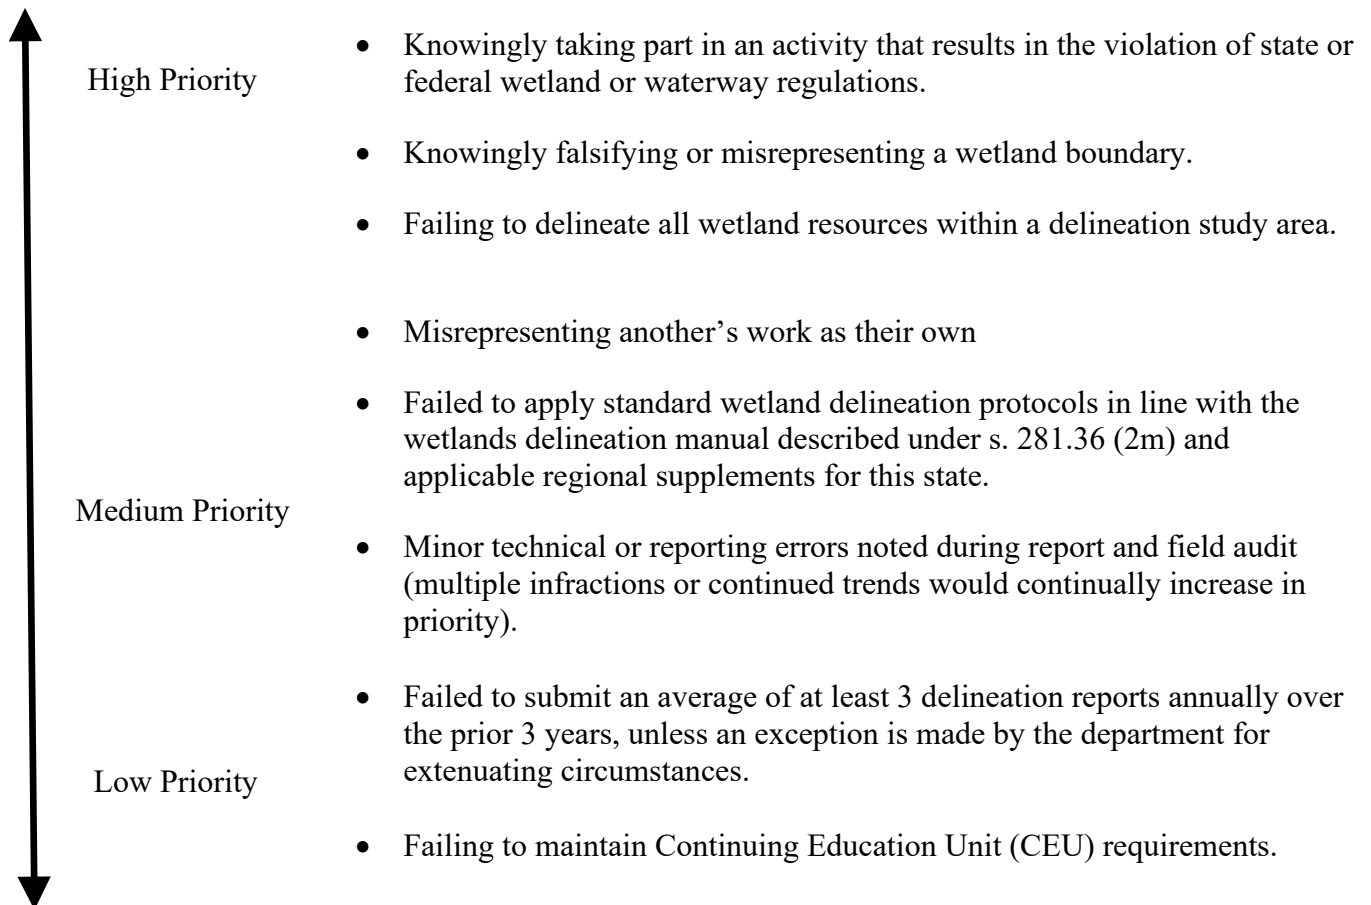 High Priority
• Knowingly taking part in an activity that results in the violation of state or
federal wetland or waterway regulations.
• Knowingly falsifying or misrepresenting a wetland boundary.
• Failing to delineate all wetland resources within a delineation study area.
• Misrepresenting another’s work as their own
Medium Priority
• Failed to apply standard wetland delineation protocols in line with the
wetlands delineation manual described under s. 281.36 (2m) and
applicable regional supplements for this state.
• Minor technical or reporting errors noted during report and field audit
(multiple infractions or continued trends would continually increase in
priority).
Low Priority
• Failed to submit an average of at least 3 delineation reports annually over
the prior 3 years, unless an exception is made by the department for
extenuating circumstances.
• Failing to maintain Continuing Education Unit (CEU) requirements.